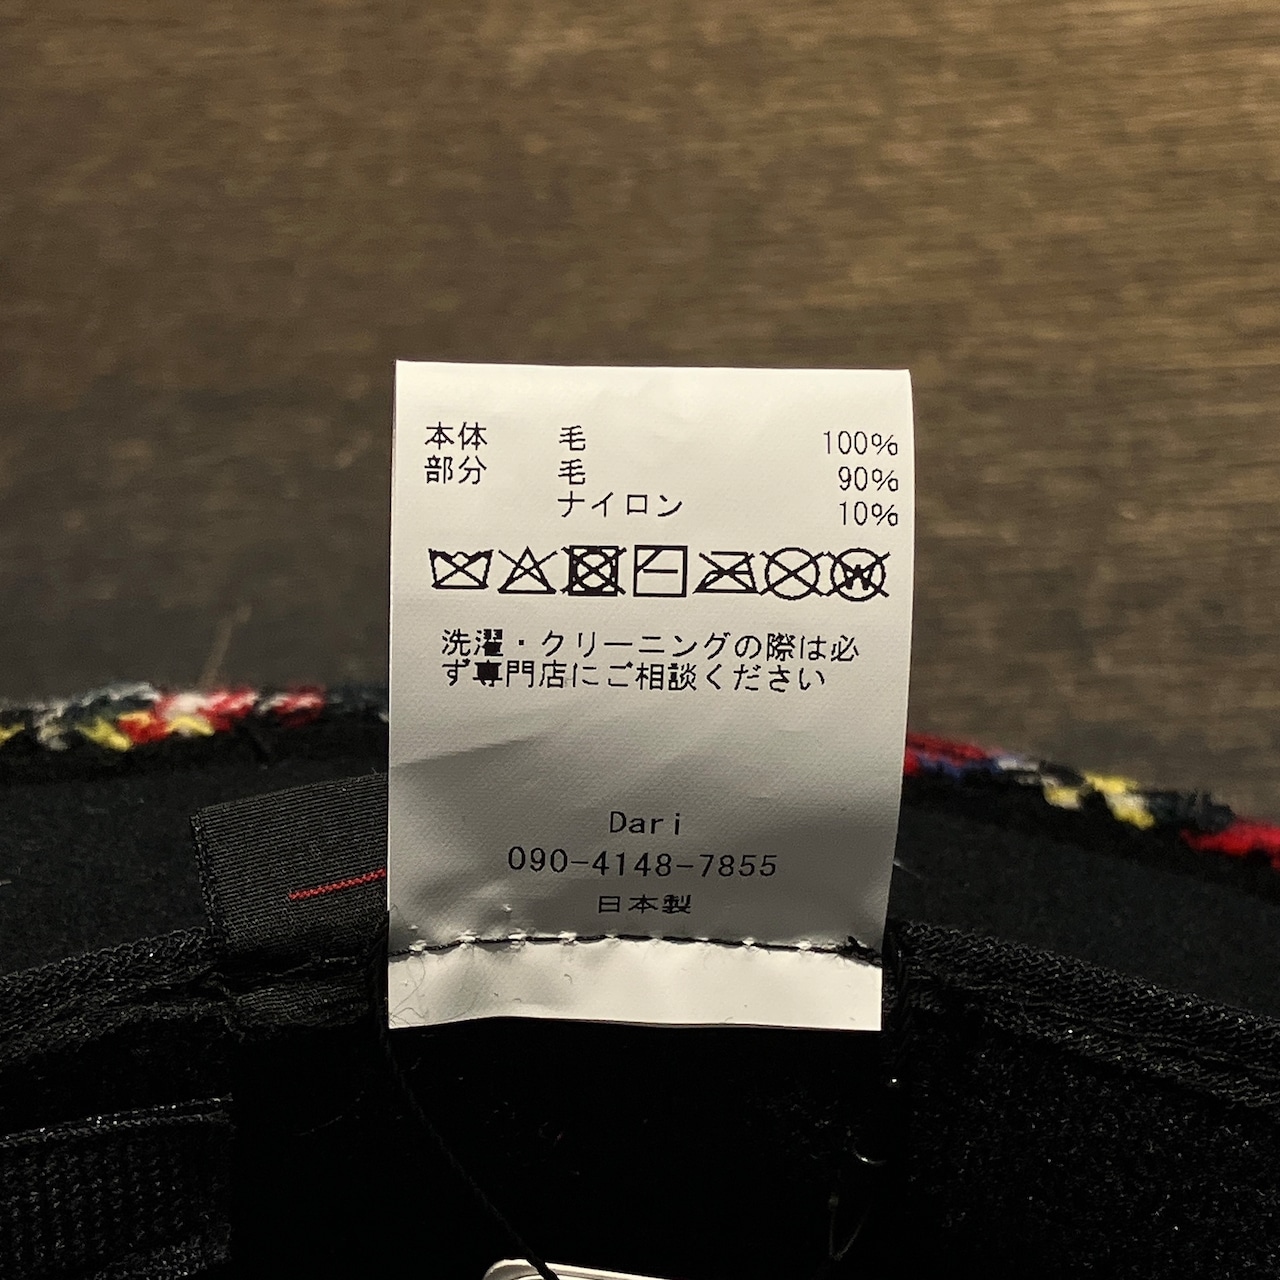 本体 毛 100%
部分 毛 90%
ナイロン 10%
W
洗濯・クリーニングの際は必
ず専門店にご相談ください
Dari
090-4148-7855
日本製